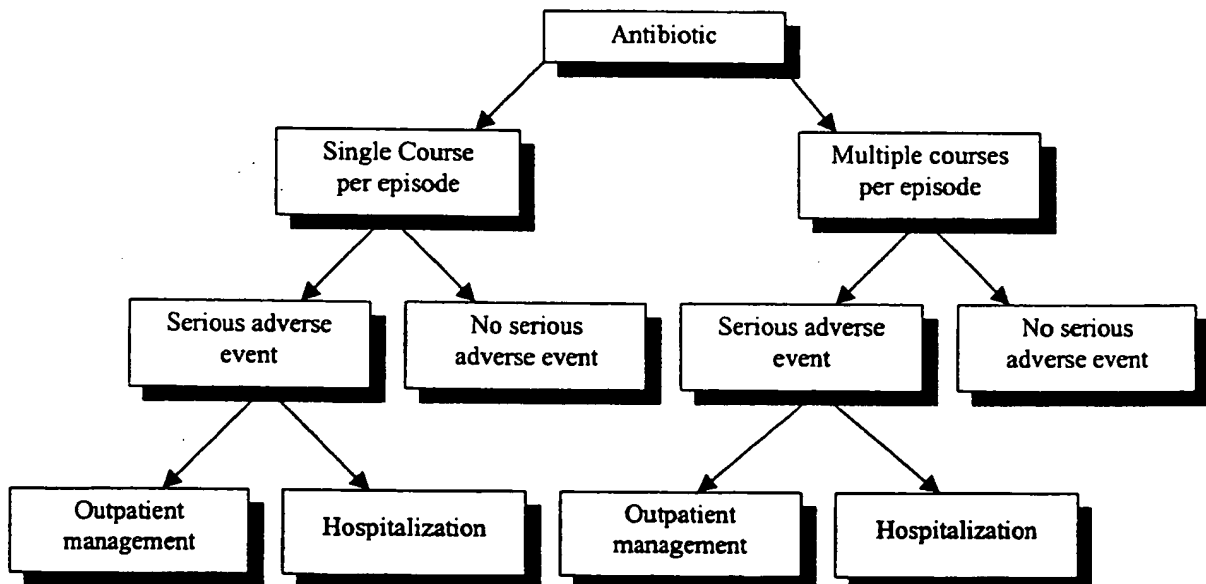 Antibiotic
Single Course
per episode
Multiple courses
per episode
Serious adverse
event
No serious
adverse event
Serious adverse
event
No serious
adverse event
Outpatient
management
Hospitalization
Outpatient
management
Hospitalization